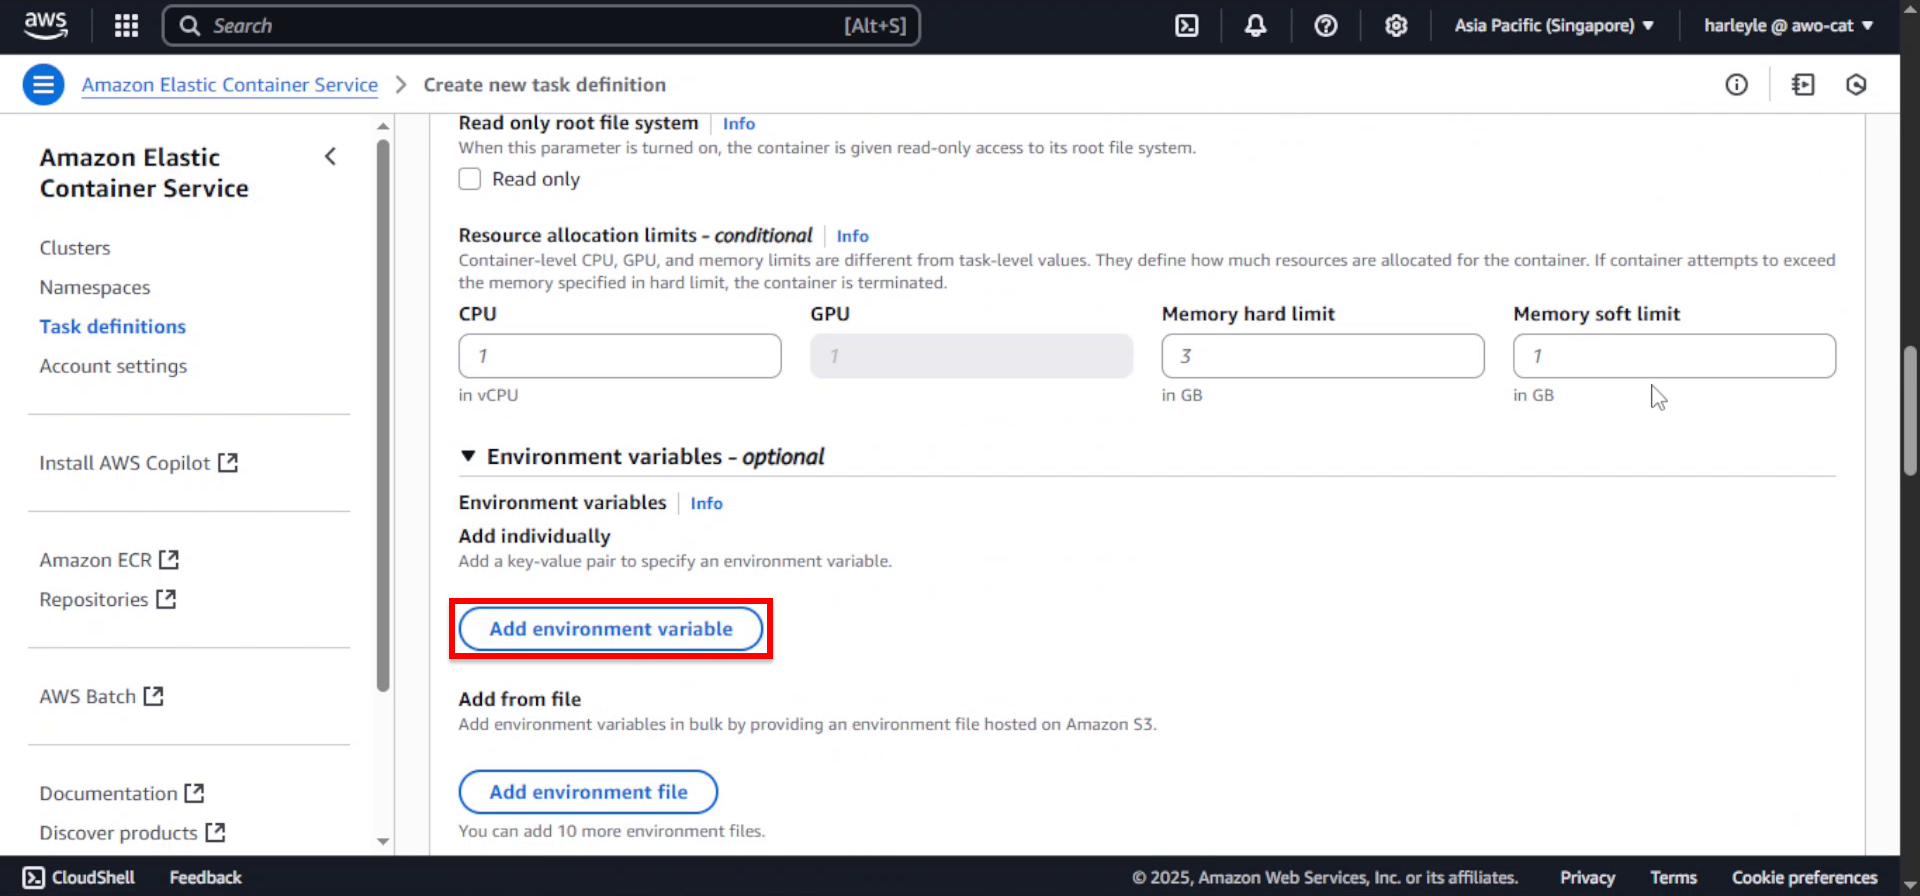 aws
Search
[Alt+S]
Asia Pacific (Singapore)
harleyle @ awo-cat
Amazon Elastic Container Service
Create new task definition
Amazon Elastic
Container Service
Clusters
Namespaces
Task definitions
Account settings
Install AWS Copilot
Amazon ECR
Repositories
AWS Batch
Documentation
Discover products
Read only root file system
Info
When this parameter is turned on, the container is given read-only access to its root file system.
Read only
Resource allocation limits - conditional
Info
Container-level CPU, GPU, and memory limits are different from task-level values. They define how much resources are allocated for the container. If container attempts to exceed
the memory specified in hard limit, the container is terminated.
CPU
GPU
Memory hard limit
Memory soft limit
1
1
3
1
in vCPU
in GB
in GB
Environment variables - optional
Environment variables
Info
Add individually
Add a key-value pair to specify an environment variable.
Add environment variable
Add from file
Add environment variables in bulk by providing an environment file hosted on Amazon S3.
Add environment file
You can add 10 more environment files.
CloudShell
Feedback
© 2025, Amazon Web Services, Inc. or its affiliates.
Privacy
Terms
Cookie preferences